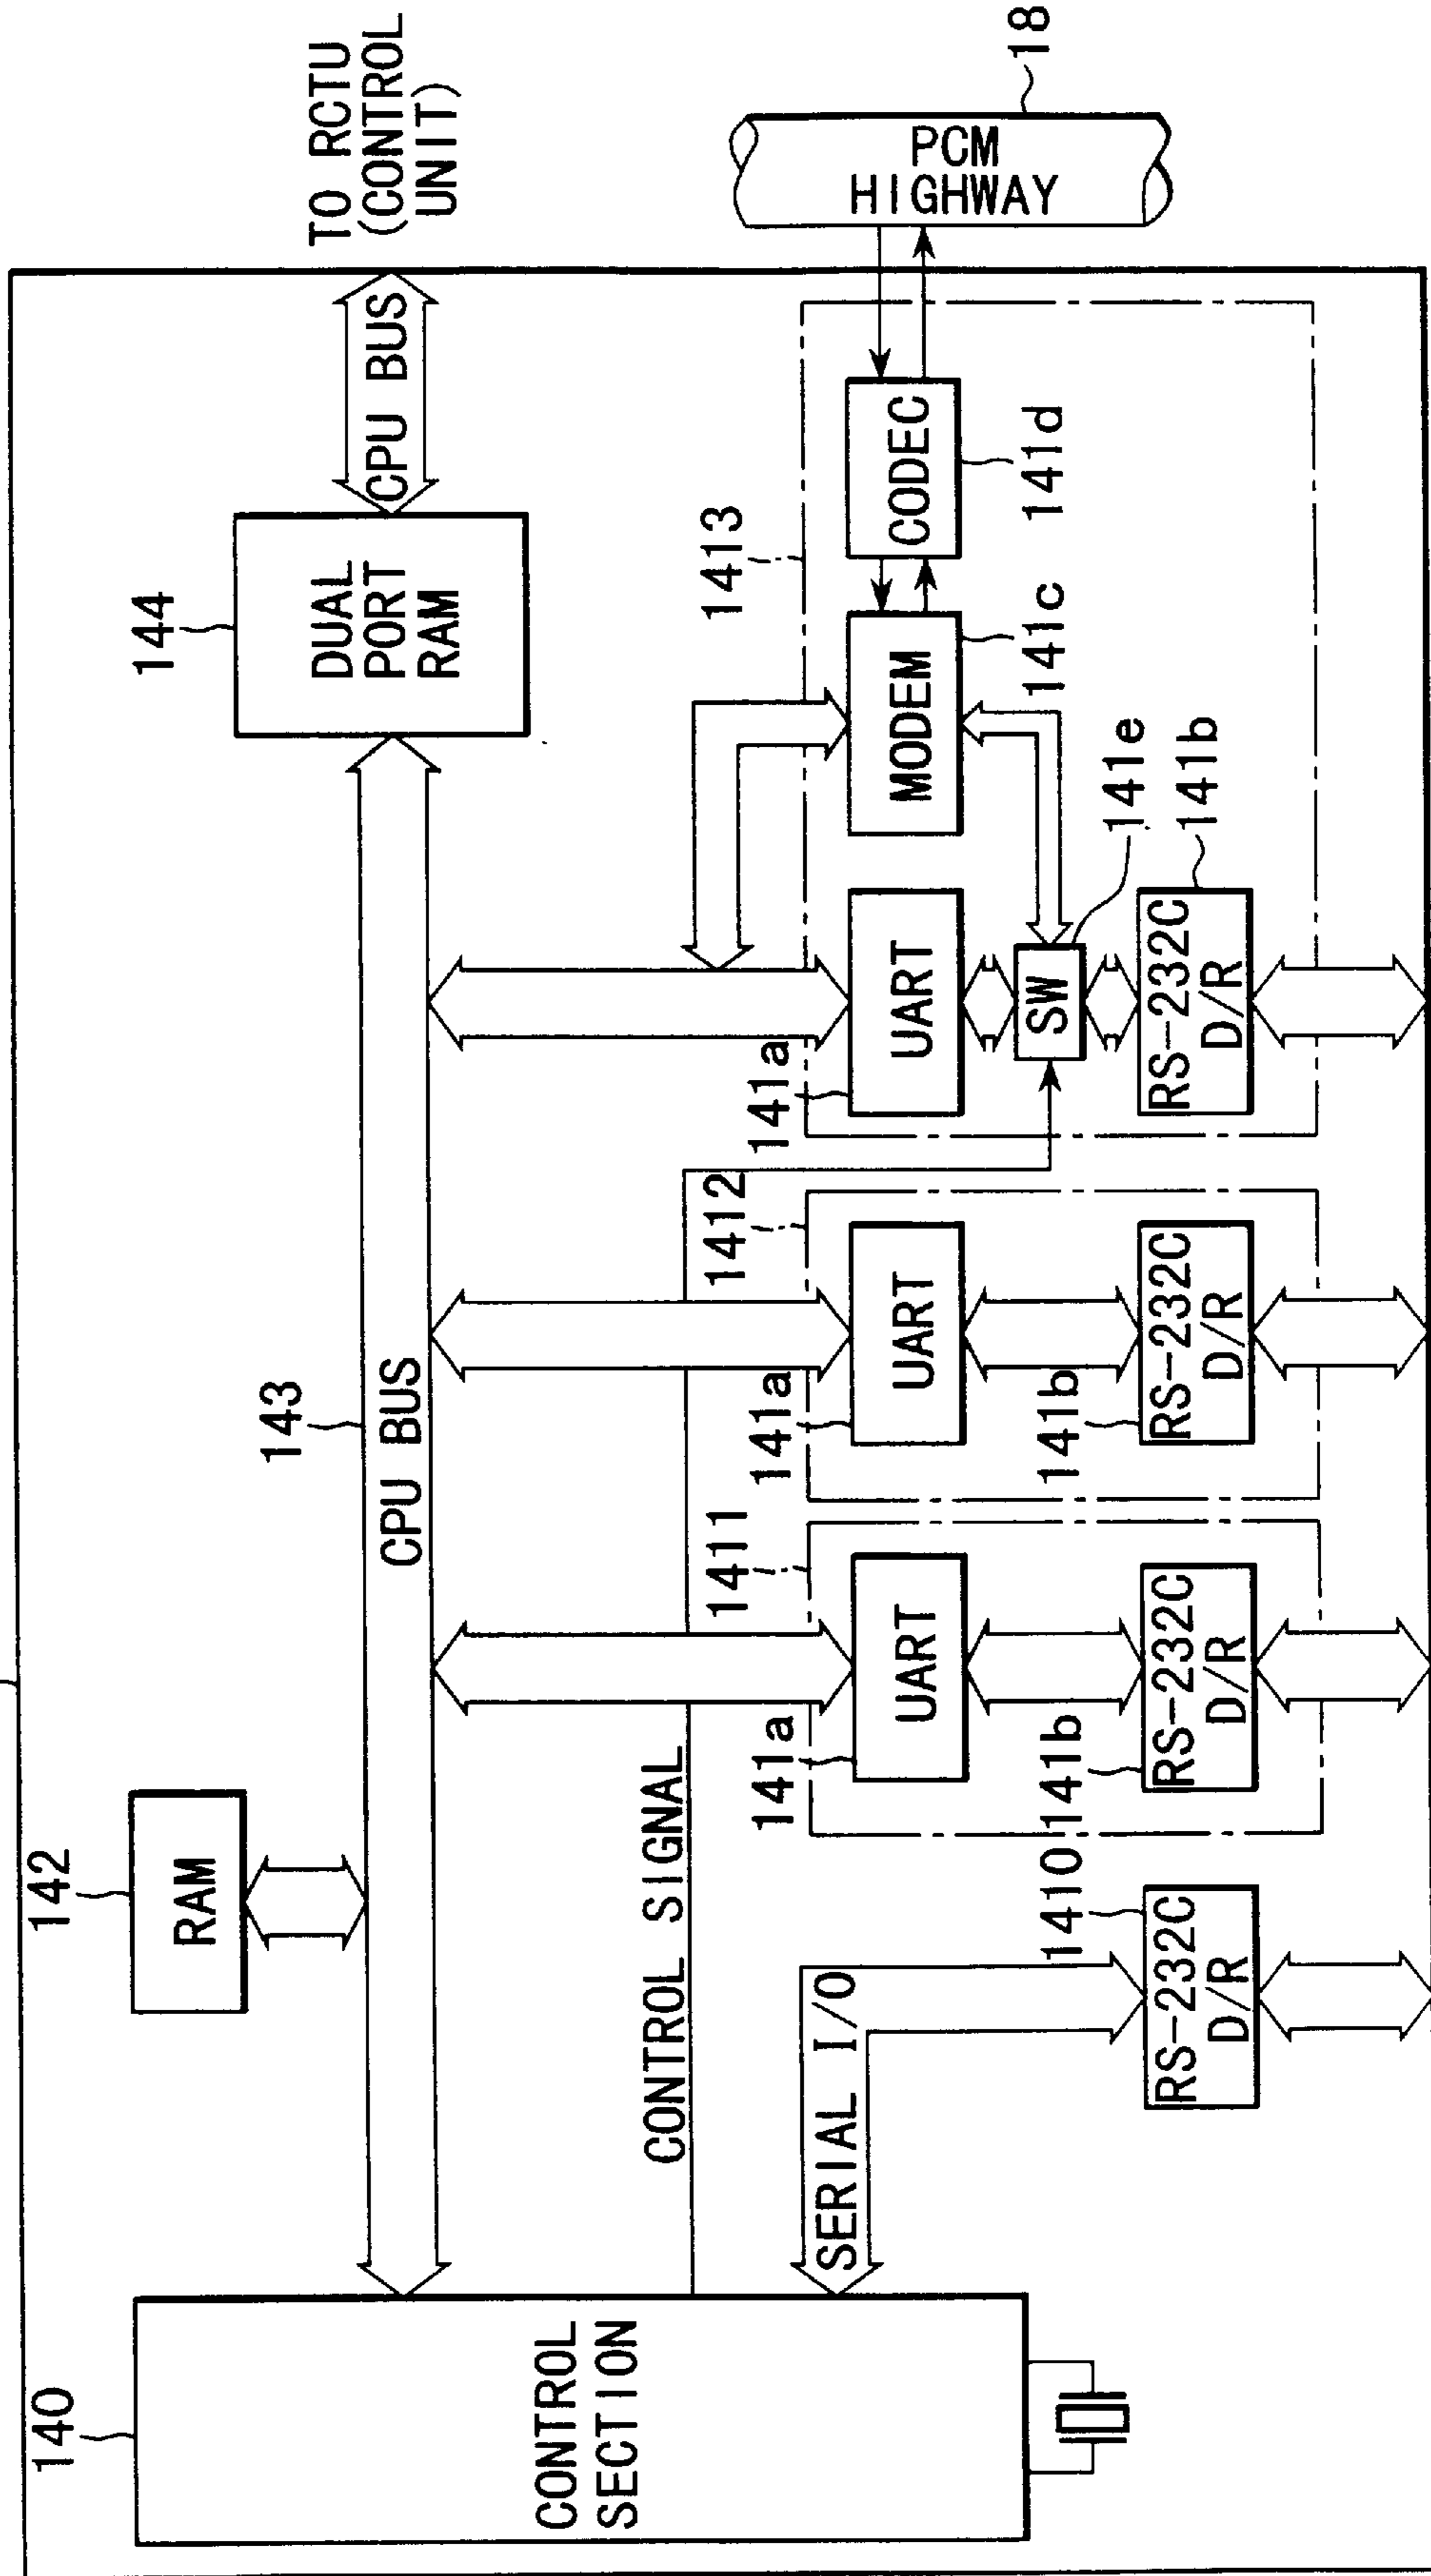 140
CONTROL
SECTION
142
RAM
143
CPU BUS
144
DUAL
PORT
RAM
CPU BUS
TO RCTU
(CONTROL
UNIT)
CONTROL SIGNAL
SERIAL I/O
1410
RS-232C
D/R
1411
141a
UART
141b
RS-232C
D/R
1412
141a
UART
141b
RS-232C
D/R
1413
141a
UART
SW
141e
RS-232C
D/R
141b
MODEM
141c
CODEC
141d
PCM
HIGHWAY
18